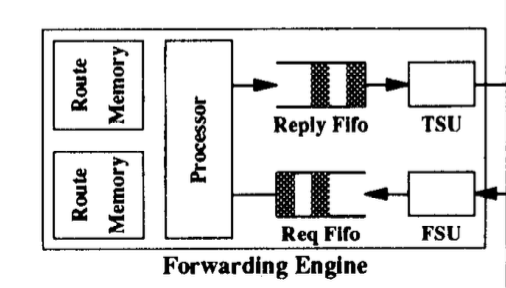 Route
Memory
Processor
Reply Fifo
TSU
Route
Memory
Req Fifo
FSU
Forwarding Engine